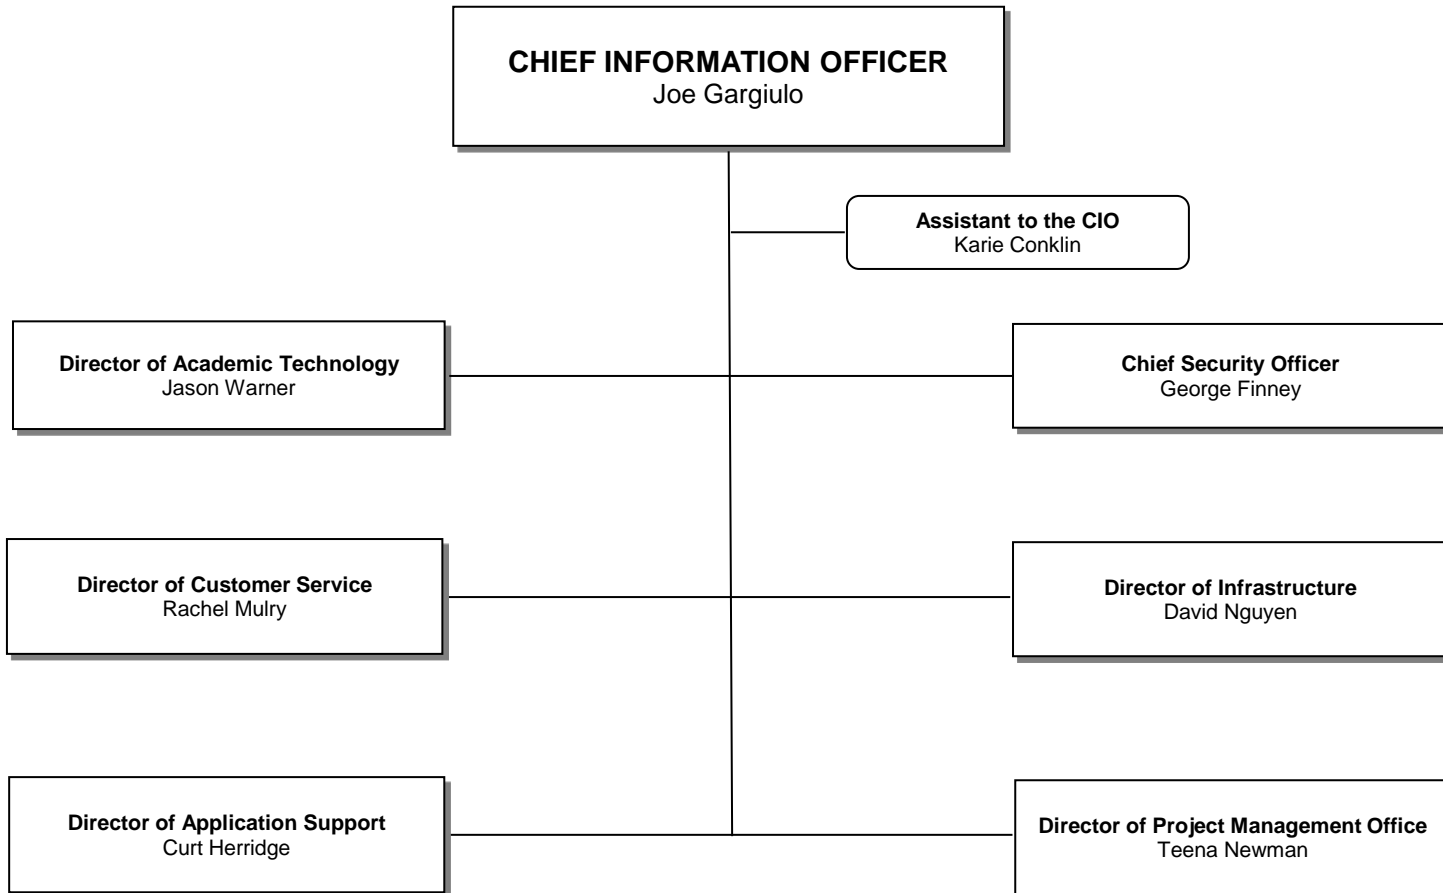 CHIEF INFORMATION OFFICER
Joe Gargiulo
Assistant to the CIO
Karie Conklin
Director of Academic Technology
Jason Warner
Chief Security Officer
George Finney
Director of Customer Service
Rachel Mulry
Director of Infrastructure
David Nguyen
Director of Application Support
Curt Herridge
Director of Project Management Office
Teena Newman